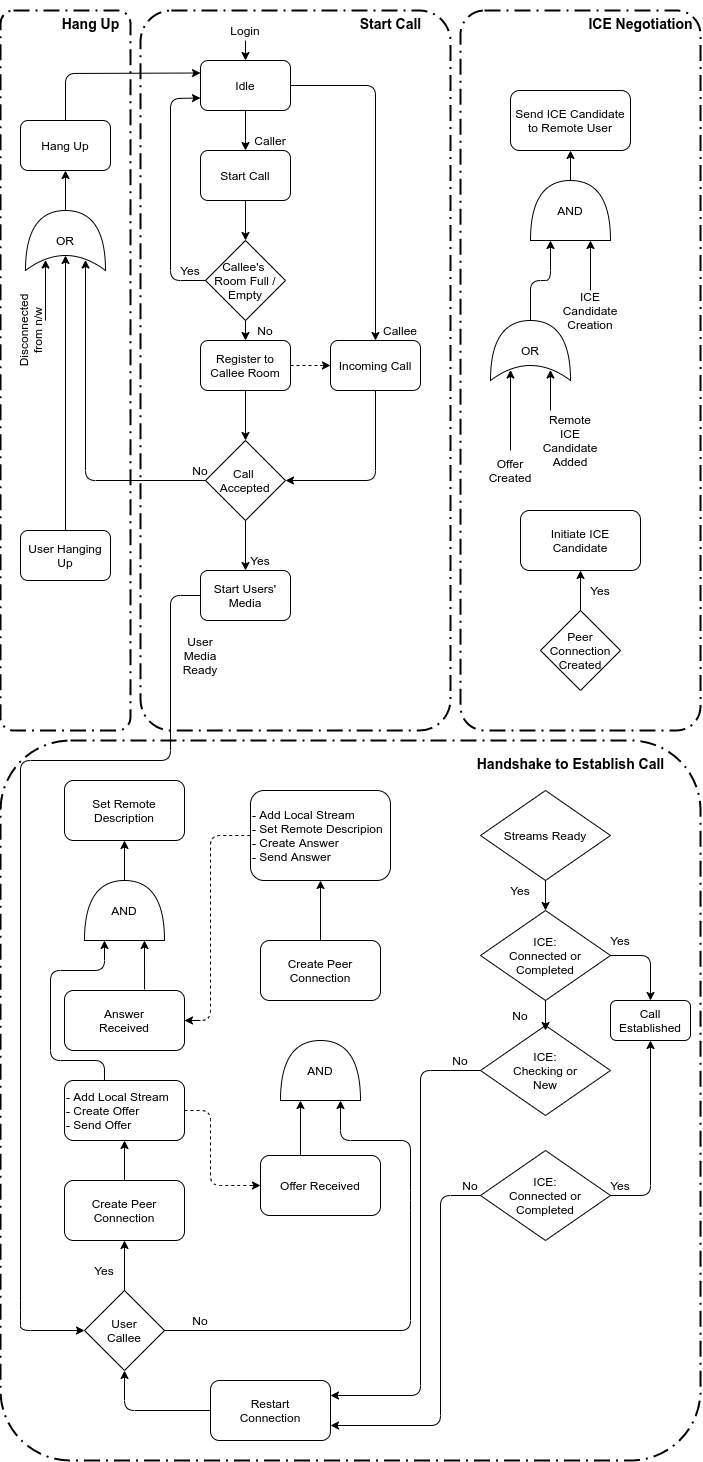 Hang Up
Hang Up
OR
Disconnected
from n/w
User Hanging
Up
Start Call
Login
Idle
Caller
Start Call
Callee's
Room Full /
Empty
Yes
No
Callee
Register to
Callee Room
Incoming Call
Call
Accepted
No
Yes
Start Users'
Media
User
Media
Ready
ICE Negotiation
Send ICE Candidate
to Remote User
AND
ICE
Candidate
Creation
OR
Remote
ICE
Candidate
Added
Offer
Created
Initiate ICE
Candidate
Yes
Peer
Connection
Created
Handshake to Establish Call
Set Remote
Description
AND
Answer
Received
- Add Local Stream
- Create Offer
- Send Offer
Create Peer
Connection
Yes
User
Callee
No
- Add Local Stream
- Set Remote Descripion
- Create Answer
- Send Answer
Create Peer
Connection
AND
Offer Received
Streams Ready
Yes
ICE:
Connected or
Completed
Yes
No
Call
Established
ICE:
Checking or
New
No
ICE:
Connected or
Completed
No
Yes
Restart
Connection